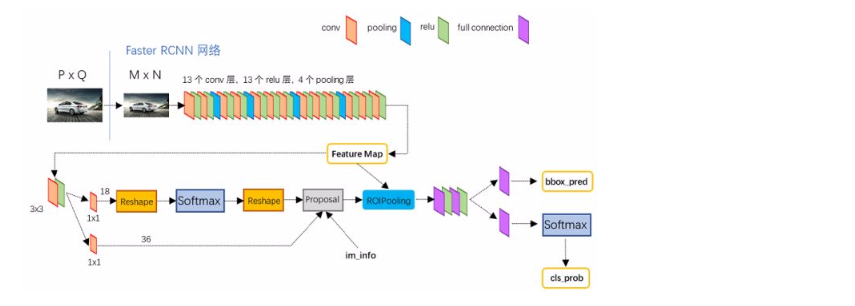 conv pooling relu full connection
Faster RCNN 网络
P x Q M x N
13 个 conv 层, 13 个 relu 层, 4 个 pooling 层
Feature Map
18
3x3
1x1
Reshape
Softmax
Reshape
Proposal
ROIPooling
bbox_pred
Softmax
36
1x1
im_info
cls_prob